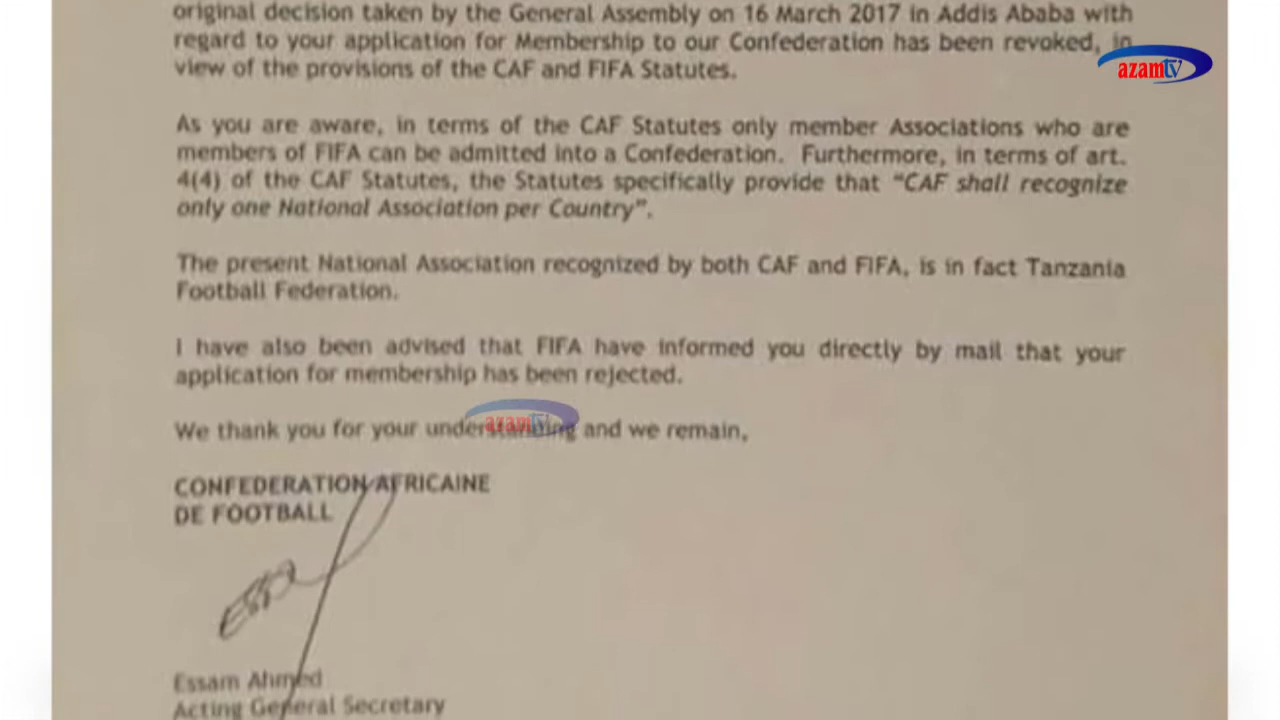 original decision taken by the General Assembly on 16 March 2017 in Addis Ababa with
regard to your application for Membership to our Confederation has been revoked, in
view of the provisions of the CAF and FIFA Statutes.
azamtv
As you are aware, in terms of the CAF Statutes only member Associations who are
members of FIFA can be admitted into a Confederation. Furthermore, in terms of art.
4(4) of the CAF Statutes, the Statutes specifically provide that "CAF shall recognize
only one National Association per Country".
The present National Association recognized by both CAF and FIFA, is in fact Tanzania
Football Federation.
I have also been advised that FIFA have informed you directly by mail that your
application for membership has been rejected.
We thank you for your understanding and we remain,
azamtv
CONFEDERATION AFRICAINE
DE FOOTBALL
Essam Ahmed
Acting General Secretary